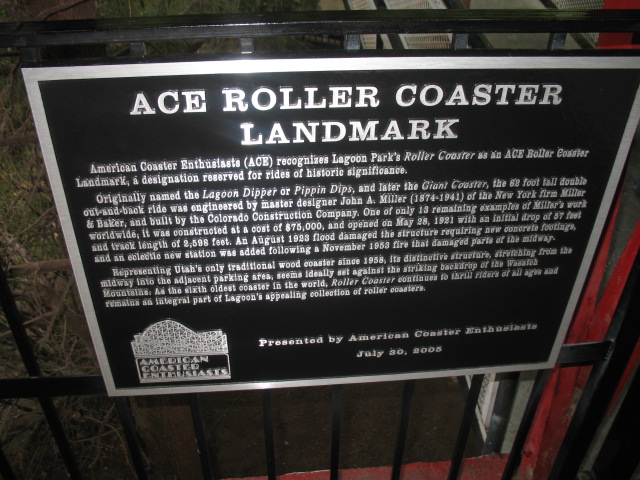 ACE ROLLER COASTER
LANDMARK
American Coaster Enthusiasts (ACE) recognizes Lagoon Park's Roller Coaster as an ACE Roller Coaster
Landmark, a designation reserved for rides of historic significance.
Originally named the Lagoon Dipper or Pippin Dips, and later the Giant Coaster, the 62 foot tall double
out-and-back ride was engineered by master designer John A. Miller (1874-1941) of the New York firm Miller
& Baker, and built by the Colorado Construction Company. One of only 13 remaining examples of Miller's work
worldwide, it was constructed at a cost of $75,000, and opened on May 28, 1921 with an initial drop of 57 feet
and track length of 2,598 feet. An August 1923 flood damaged the structure requiring new concrete footings,
and an eclectic new station was added following a November 1953 fire that damaged parts of the midway.
Representing Utah's only traditional wood coaster since 1958, its distinctive structure, stretching from the
midway into the adjacent parking area, seems ideally set against the striking backdrop of the Wasatch
Mountains. As the sixth oldest coaster in the world, Roller Coaster continues to thrill riders of all ages and
remains an integral part of Lagoon's appealing collection of roller coasters.
AMERICAN
COASTER
ENTHUSIASTS
Presented by American Coaster Enthusiasts
July 30, 2005